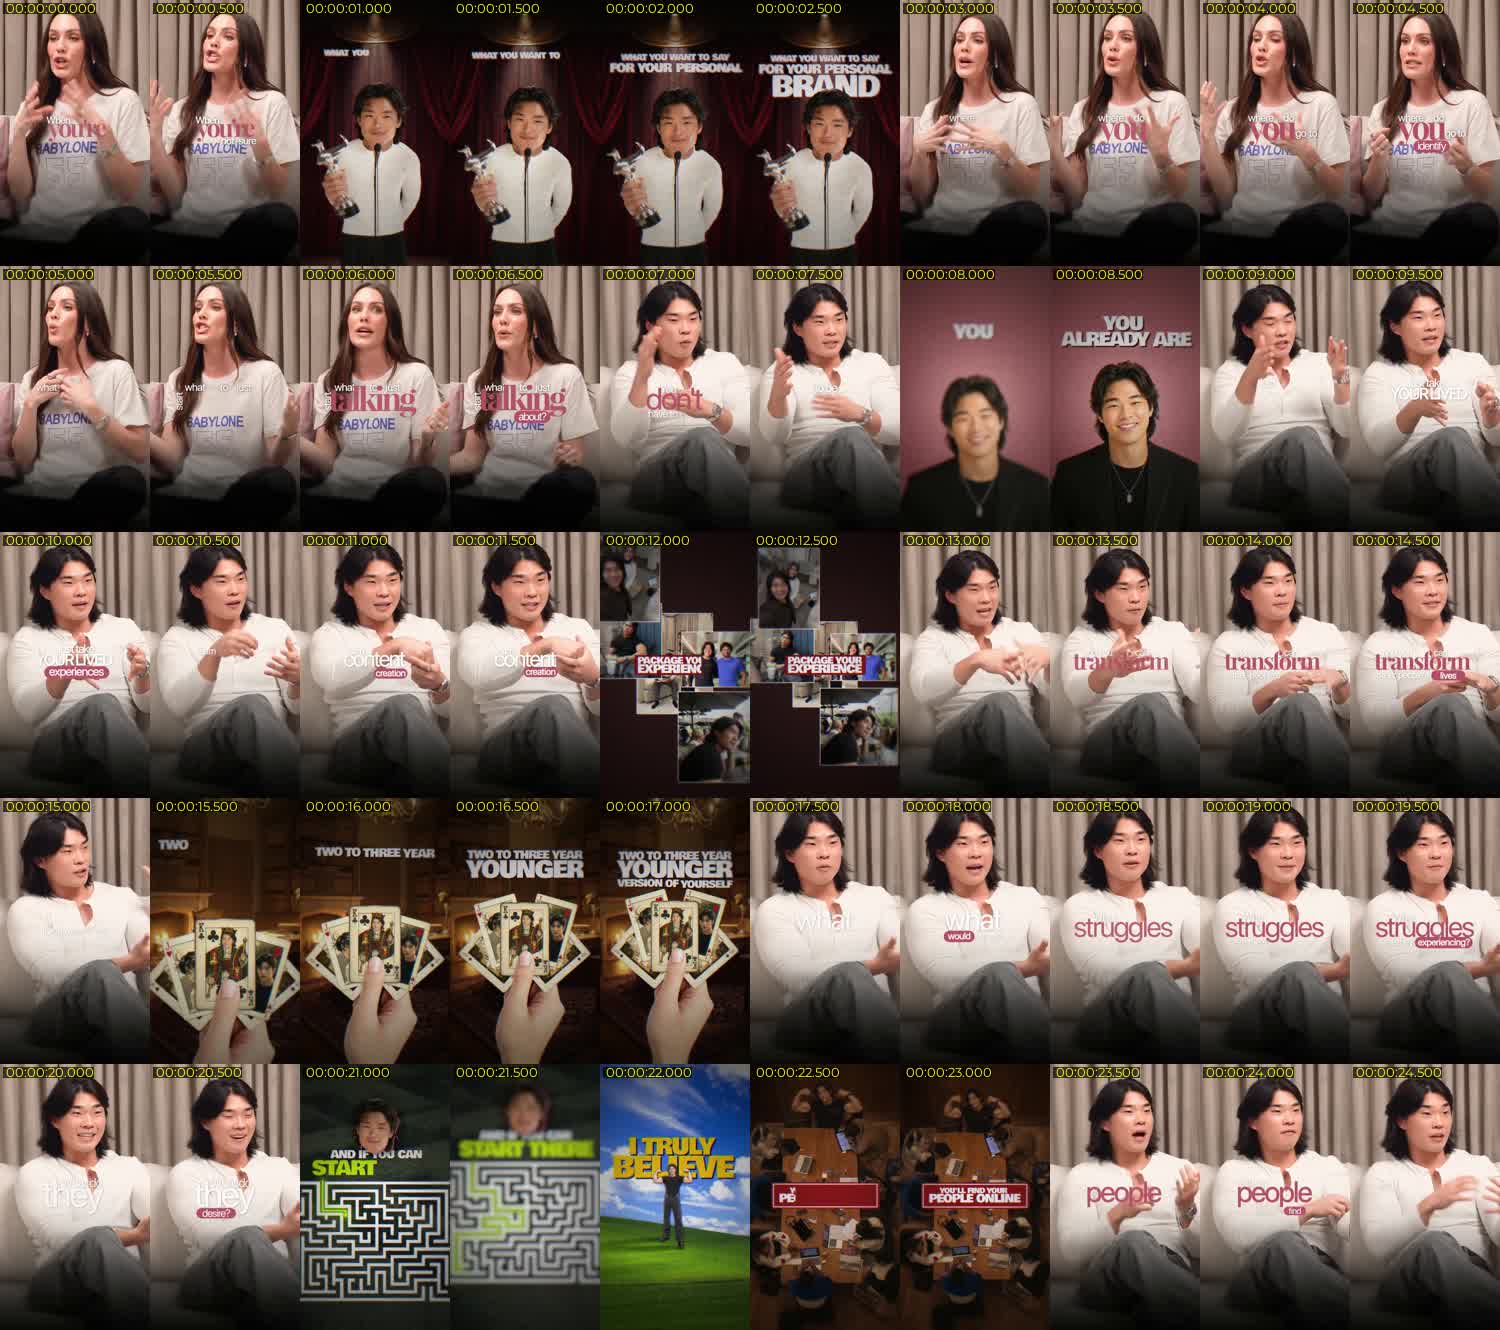 00:00:00.000
00:00:00.500
00:00:01.000
00:00:01.500
00:00:02.000
00:00:02.500
00:00:03.000
00:00:03.500
00:00:04.000
00:00:04.500
When
you're
BABYLONE
When
you're
not sure
BABYLONE
WHAT YOU
WHAT YOU WANT TO
WHAT YOU WANT TO SAY
FOR YOUR PERSONAL
WHAT YOU WANT TO SAY
FOR YOUR PERSONAL
BRAND
where
BABYLONE
where do
you
BABYLONE
where do
you go to
where do
you go to
identify
00:00:05.000
00:00:05.500
00:00:06.000
00:00:06.500
00:00:07.000
00:00:07.500
00:00:08.000
00:00:08.500
00:00:09.000
00:00:09.500
what
BABYLONE
what to just
start
BABYLONE
what to just
start
talking
BABYLONE
what to just
start
talking
about?
BABYLONE
don't
have to
to be
YOU
YOU
ALREADY ARE
just take
YOUR LIVED
00:00:10.000
00:00:10.500
00:00:11.000
00:00:11.500
00:00:12.000
00:00:12.500
00:00:13.000
00:00:13.500
00:00:14.000
00:00:14.500
just take
YOUR LIVED
experiences
content
creation
content
creation
PACKAGE YOU
EXPERIENC
PACKAGE YOUR
EXPERIENCE
transform
transform
transform
lives
00:00:15.000
00:00:15.500
00:00:16.000
00:00:16.500
00:00:17.000
00:00:17.500
00:00:18.000
00:00:18.500
00:00:19.000
00:00:19.500
TWO
TWO TO THREE YEAR
TWO TO THREE YEAR
YOUNGER
TWO TO THREE YEAR
YOUNGER
VERSION OF YOURSELF
what
what
would
struggles
struggles
struggles
experiencing?
00:00:20.000
00:00:20.500
00:00:21.000
00:00:21.500
00:00:22.000
00:00:22.500
00:00:23.000
00:00:23.500
00:00:24.000
00:00:24.500
they
they
desire?
AND IF YOU CAN
START
START THERE
I TRULY
BELIEVE
PE
YOU'LL FIND YOUR
PEOPLE ONLINE
people
people
find